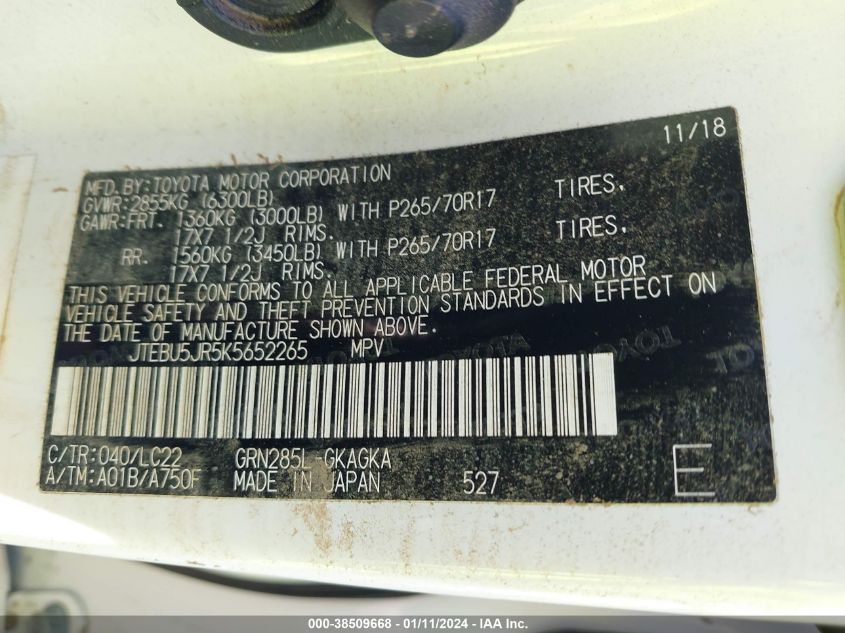 11/18
MFD.BY:TOYOTA MOTOR CORPORATION
GVWR:2855KG (6300LB)
GAWR:FRT. 1360KG (3000LB) WITH P265/70R17 TIRES,
17X7 1/2J RIMS.
RR. 1560KG (3450LB) WITH P265/70R17 TIRES,
17X7 1/2J RIMS.
THIS VEHICLE CONFORMS TO ALL APPLICABLE FEDERAL MOTOR
VEHICLE SAFETY AND THEFT PREVENTION STANDARDS IN EFFECT ON
THE DATE OF MANUFACTURE SHOWN ABOVE.
JTEBU5JR5K5652265 MPV
C/TR:040/LC22 GRN285L-GKAGKA
A/TM:A01B/A750F MADE IN JAPAN 527 E
000-38509668 - 01/11/2024 - IAA Inc.